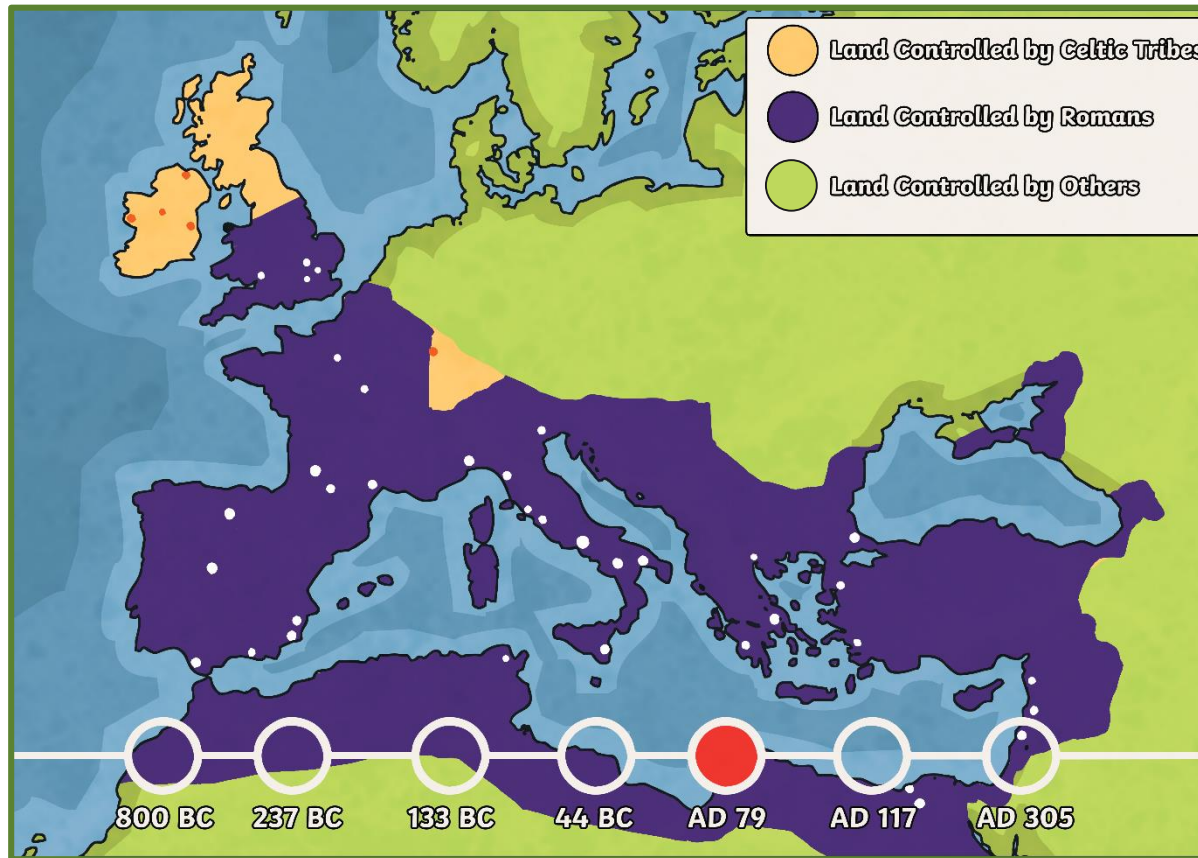 Land Controlled by Celtic Tribes
Land Controlled by Romans
Land Controlled by Others
800 BC
237 BC
133 BC
44 BC
AD 79
AD 117
AD 305